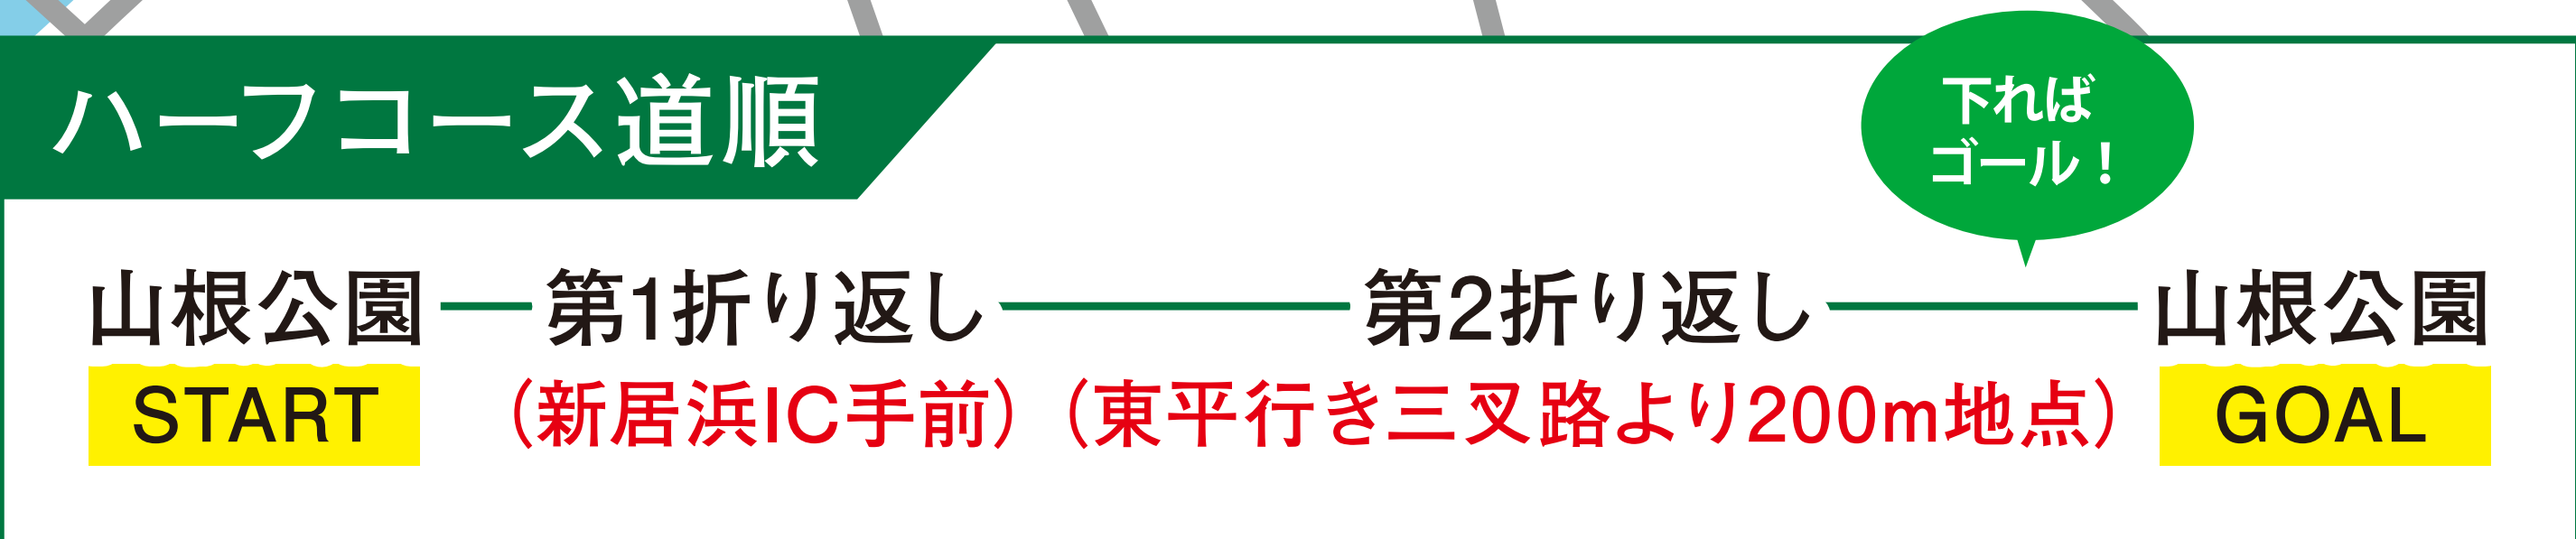 ハーフコース道順
下れば
ゴール！
山根公園 第1折り返し 第2折り返し 山根公園
START （新居浜IC手前）（東平行き三叉路より200m地点） GOAL